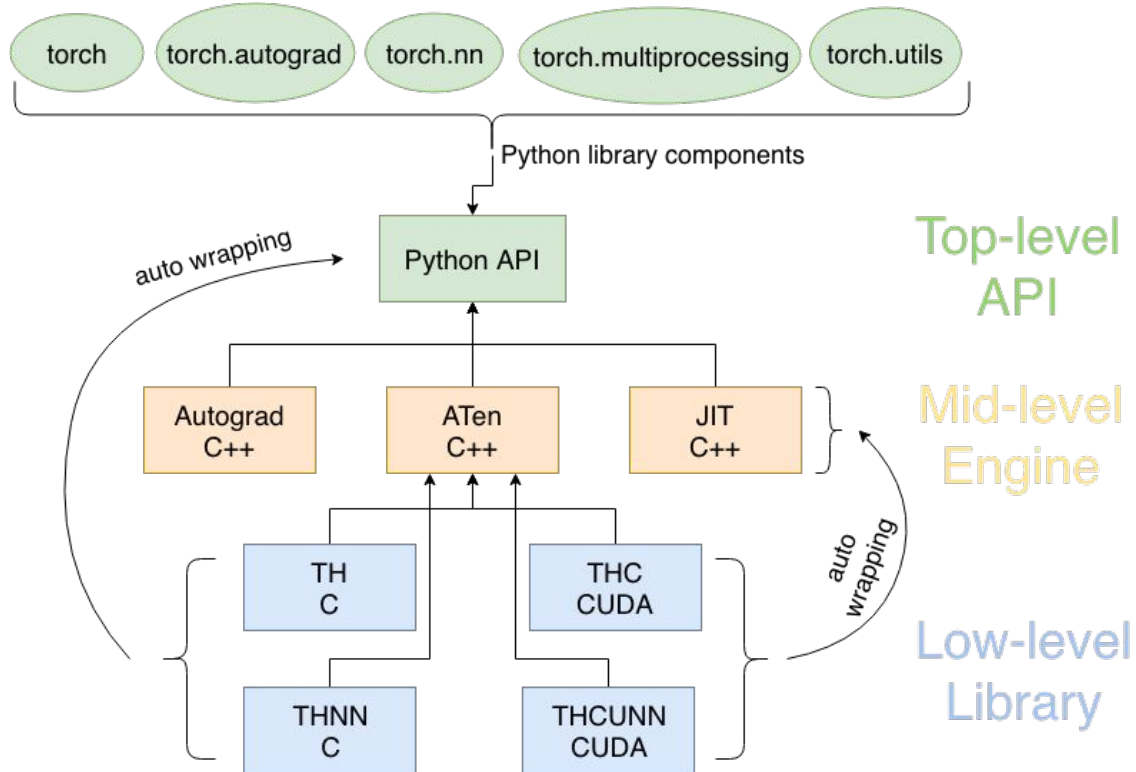 torch
torch.autograd
torch.nn
torch.multiprocessing
torch.utils
Python library components
auto wrapping
Python API
Top-level
API
Autograd
C++
ATen
C++
JIT
C++
Mid-level
Engine
TH
C
THC
CUDA
auto
wrapping
THNN
C
THCUNN
CUDA
Low-level
Library